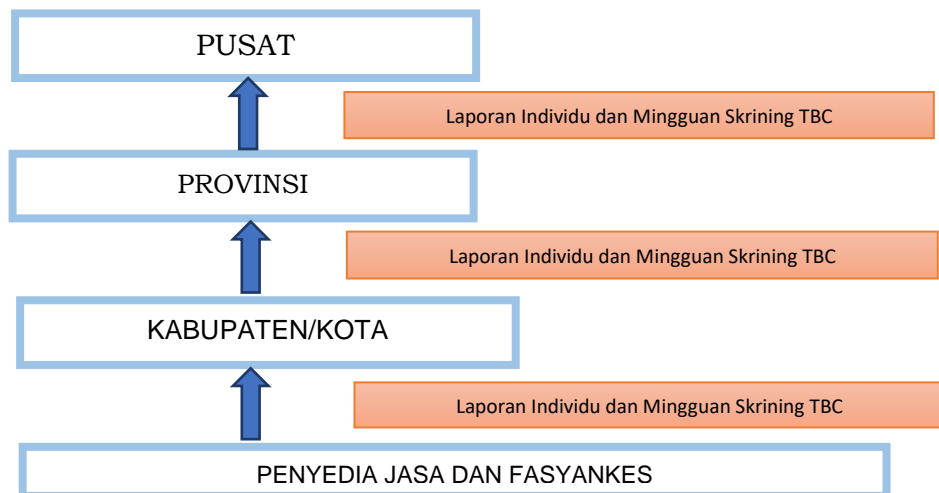 PUSAT
Laporan Individu dan Mingguan Skrining TBC
PROVINSI
Laporan Individu dan Mingguan Skrining TBC
KABUPATEN/KOTA
Laporan Individu dan Mingguan Skrining TBC
PENYEDIA JASA DAN FASYANKES